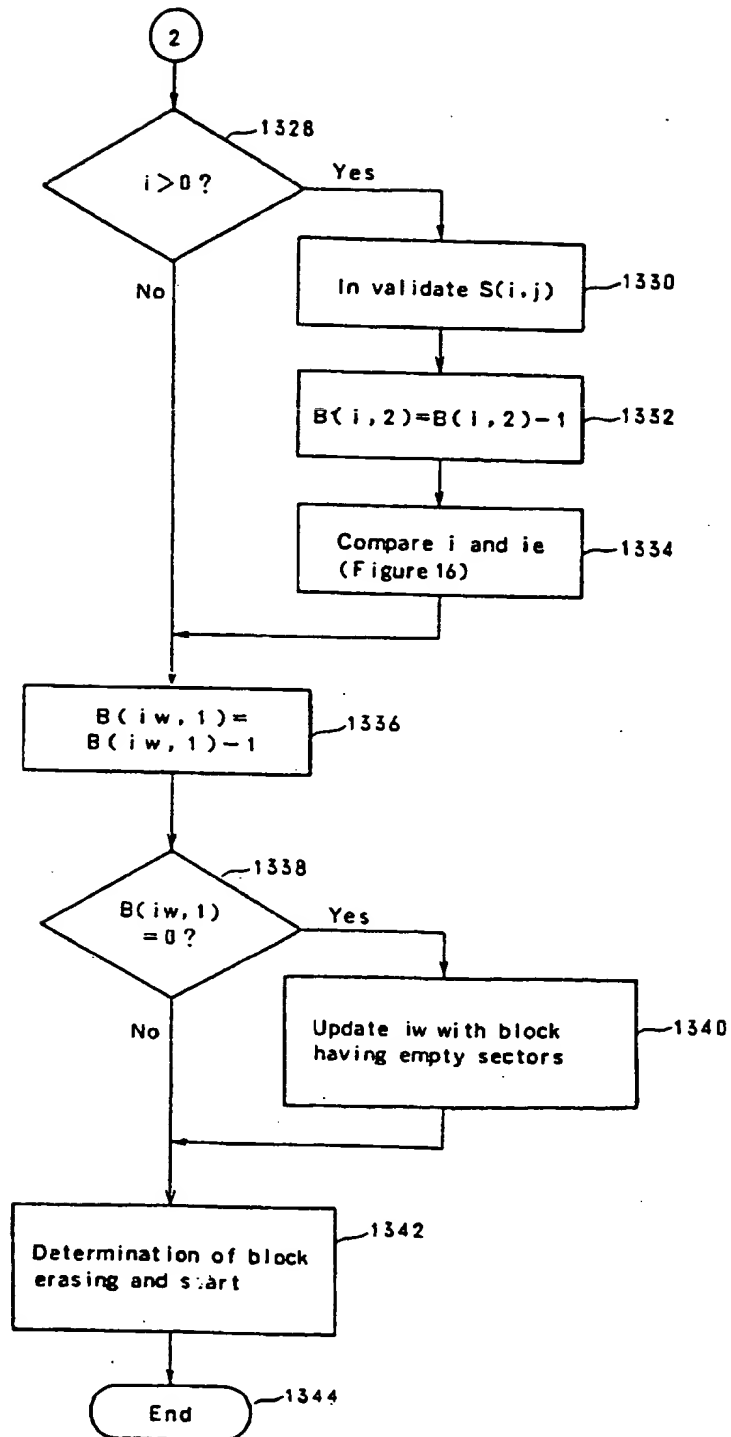 2
1328
i>0?
Yes
No
In validate S(i,j)
1330
B(i,2)=B(i,2)-1
1332
Compare i and ie
(Figure 16)
1334
B(iw,1)=
B(iw,1)-1
1336
1338
B(iw,1)
=0?
Yes
No
Update iw with block
having empty sectors
1340
1342
Determination of block
erasing and start
1344
End